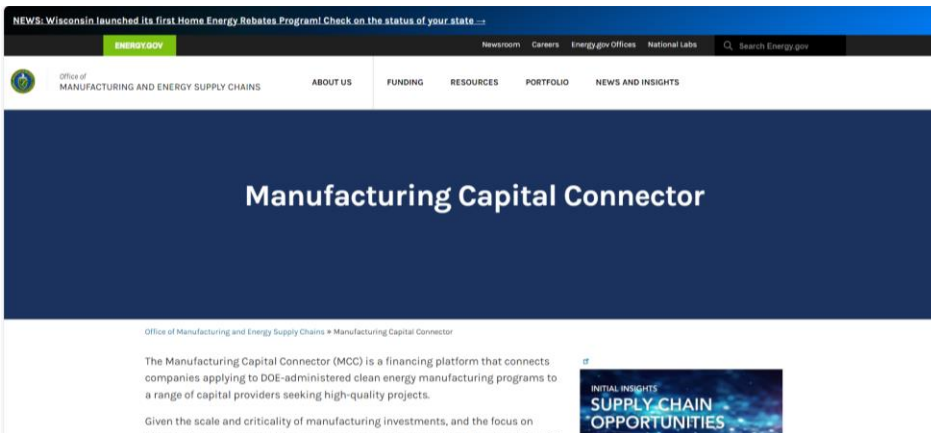 NEWS: Wisconsin launched its first Home Energy Rebates Program! Check on the status of your state →
ENERGY.GOV
Newsroom Careers Energy.gov Offices National Labs Search Energy.gov
Office of
MANUFACTURING AND ENERGY SUPPLY CHAINS
ABOUT US FUNDING RESOURCES PORTFOLIO NEWS AND INSIGHTS
Manufacturing Capital Connector
Office of Manufacturing and Energy Supply Chains » Manufacturing Capital Connector
The Manufacturing Capital Connector (MCC) is a financing platform that connects
companies applying to DOE-administered clean energy manufacturing programs to
a range of capital providers seeking high-quality projects.
Given the scale and criticality of manufacturing investments, and the focus on
INITIAL INSIGHTS
SUPPLY CHAIN
OPPORTUNITIES